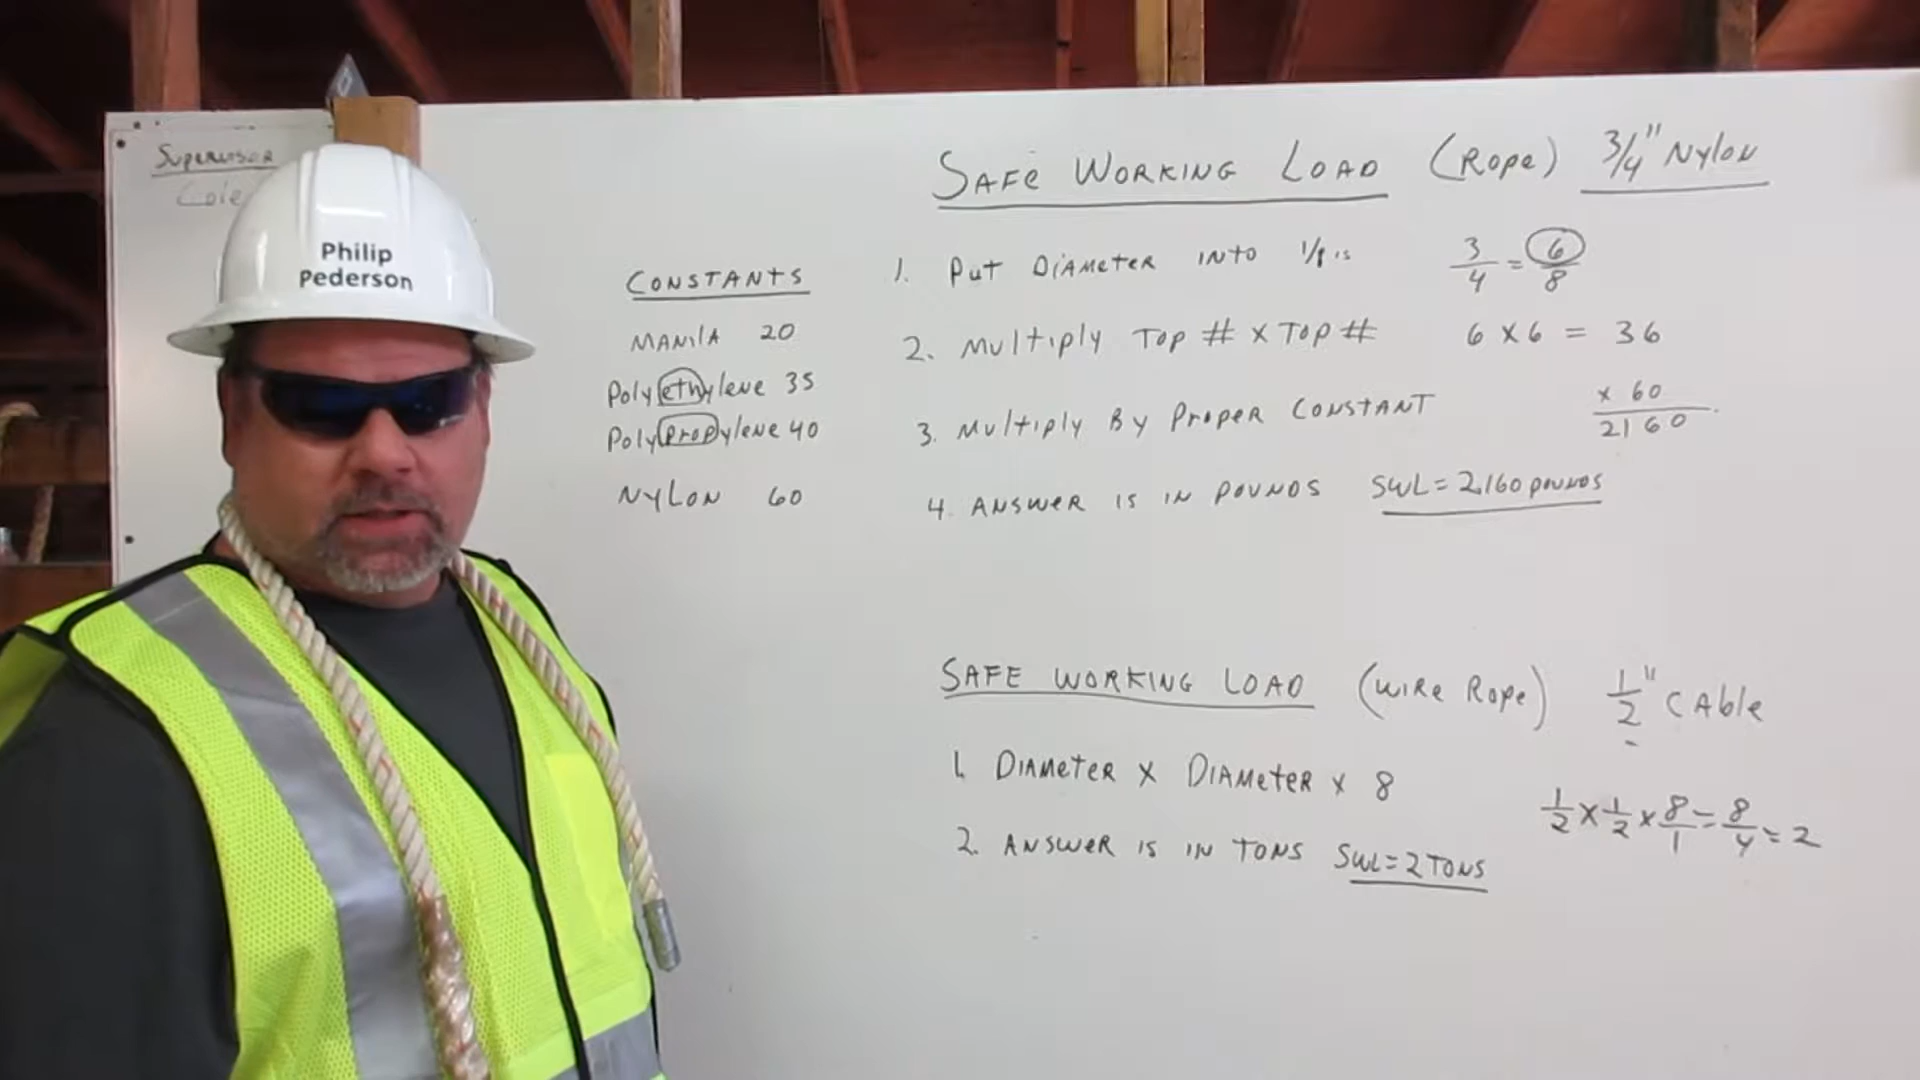 Supervisor
Cole
Philip
Pederson
CONSTANTS
MANilA 20
Polyethylene 35
Polypropylene 40
NyLON 60
SAFe WORKING LOAD (Rope) 3/4" Nylon
1. Put DiAMeteR INto 1/8 is 3/4 = 6/8
2. Multiply Top # x Top # 6 x 6 = 36
3. Multiply By Proper CONSTANT x 60
2160
4. ANSWER IS IN POUNDS SWL = 2,160 POUNDS
SAFE WORKING LOAD (WIRe Rope) 1/2" CAble
1. DIAMeteR x DIAMeteR x 8
1/2 x 1/2 x 8/1 = 8/4 = 2
2. ANSWER IS IN TONS SWL = 2 TONS